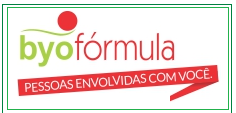 byofórmula
PESSOAS ENVOLVIDAS COM VOCÊ.